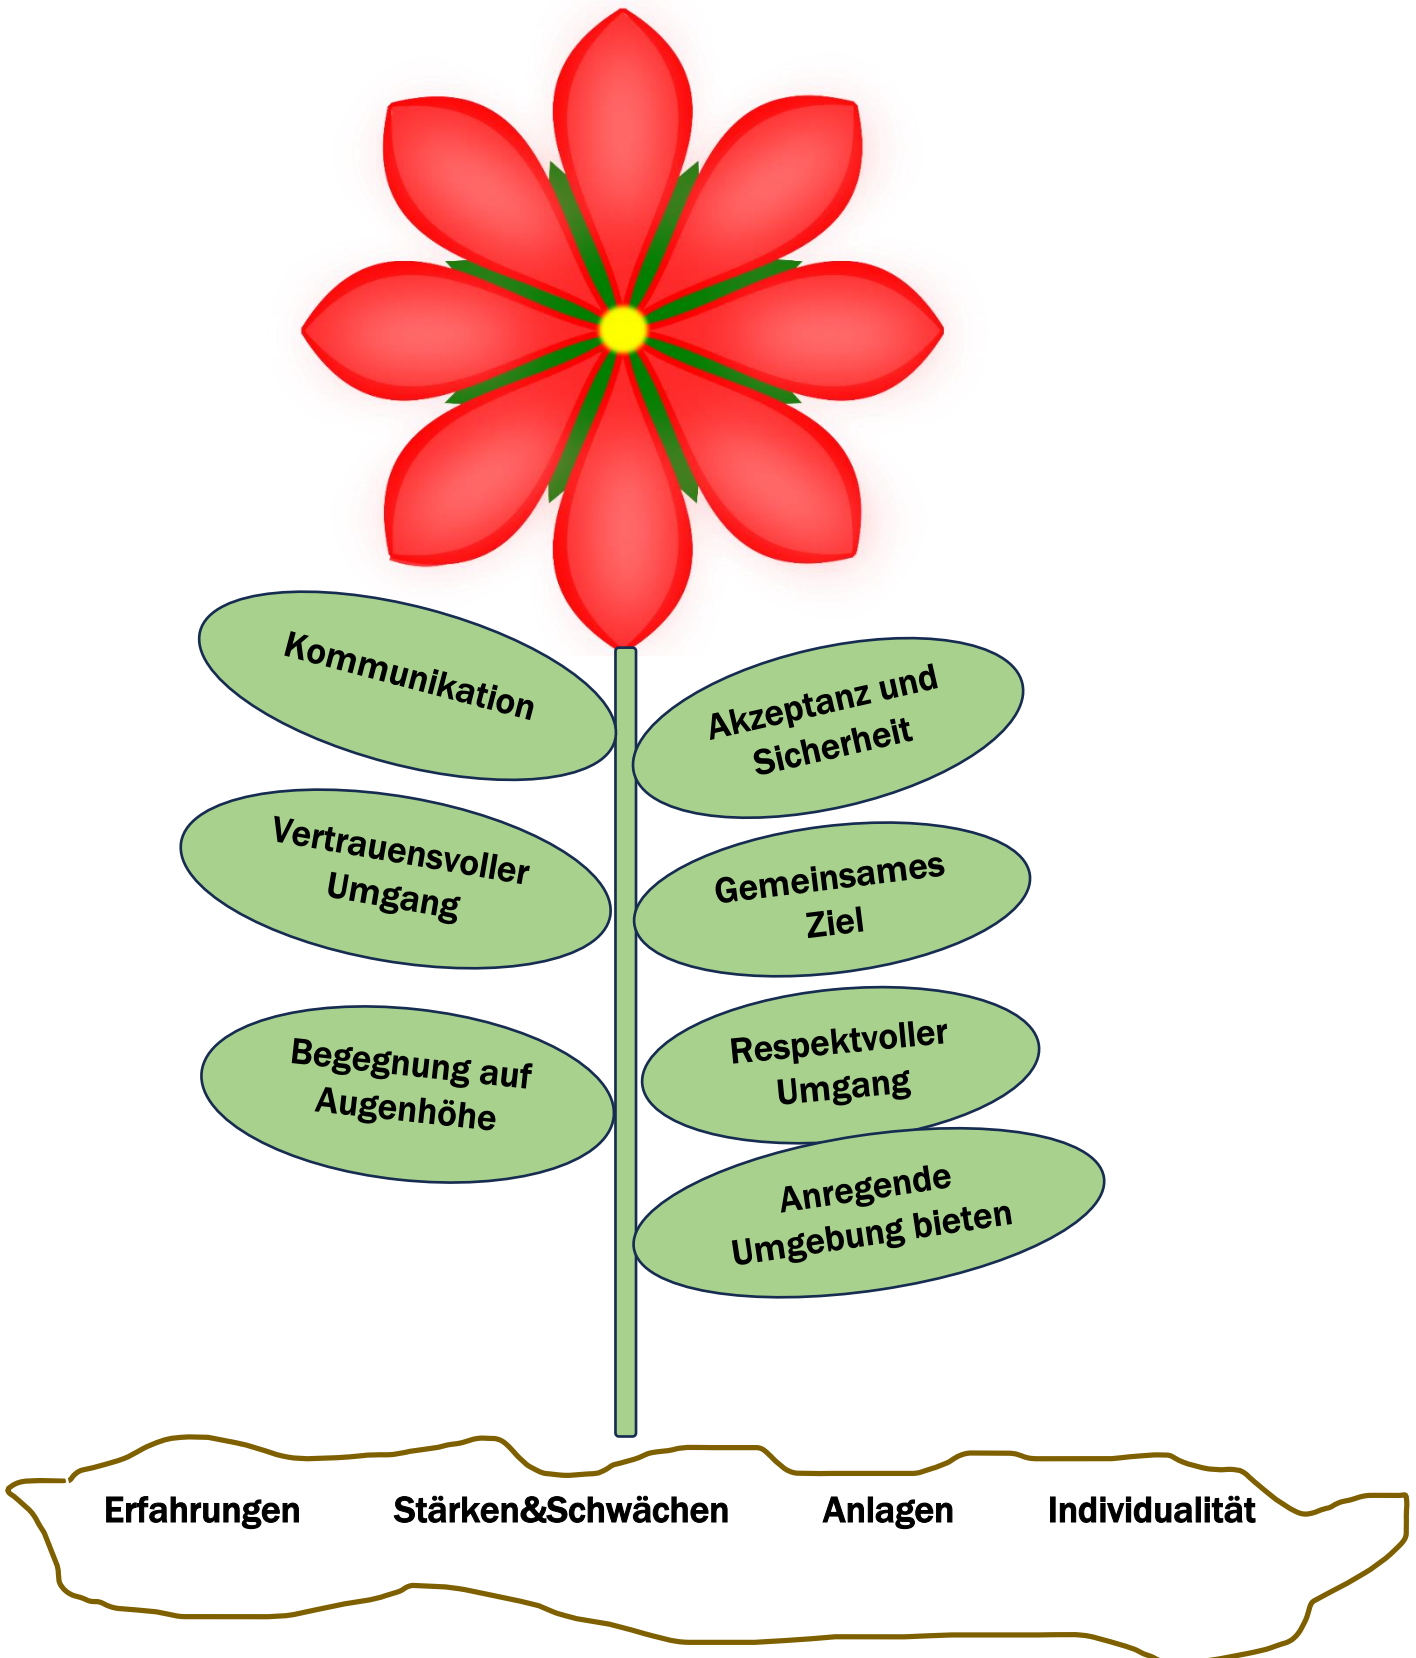 Kommunikation
Akzeptanz und
Sicherheit
Vertrauensvoller
Umgang
Gemeinsames
Ziel
Begegnung auf
Augenhöhe
Respektvoller
Umgang
Anregende
Umgebung bieten
Erfahrungen Stärken&Schwächen Anlagen Individualität